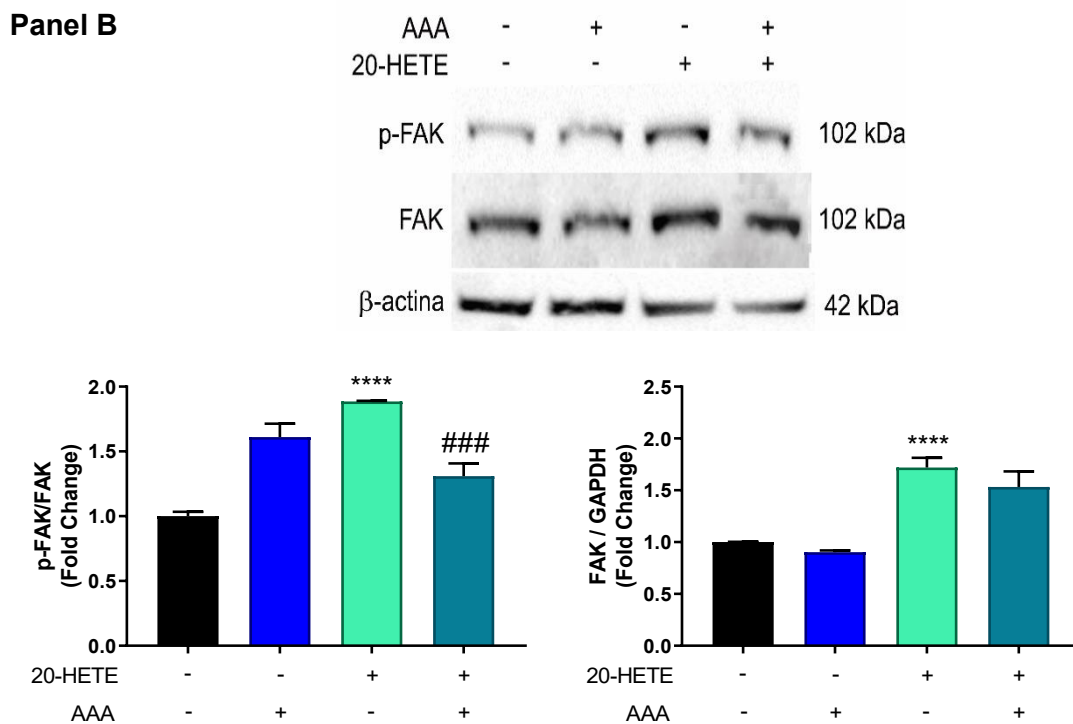 Panel B
AAA - + - +
20-HETE - - + +
p-FAK 102 kDa
FAK 102 kDa
β-actina 42 kDa
p-FAK/FAK
(Fold Change)
2.0
1.5
1.0
0.5
0.0
****
###
20-HETE - - + +
AAA - + - +
FAK / GAPDH
(Fold Change)
2.5
2.0
1.5
1.0
0.5
0.0
****
20-HETE - - + +
AAA - + - +